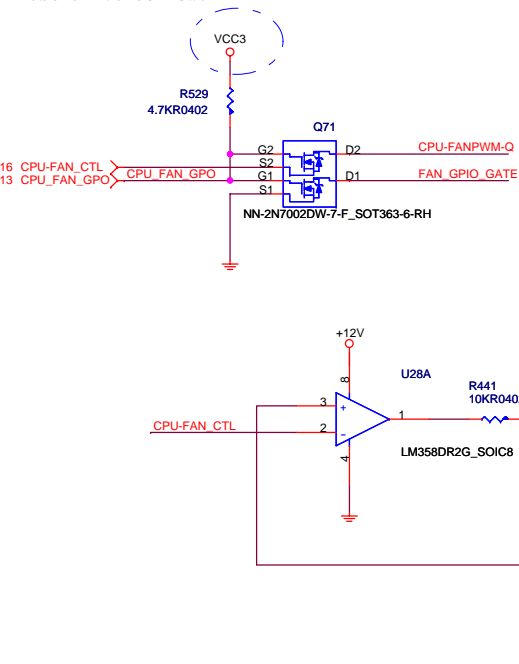 VCC3
R529
4.7KR0402
Q71
G2
D2
CPU-FANPWM-Q
16 CPU-FAN_CTL
S2
13 CPU_FAN_GPO
CPU_FAN_GPO
G1
D1
FAN_GPIO_GATE
S1
NN-2N7002DW-7-F_SOT363-6-RH
+12V
8
U28A
R441
10KR040
3
+
1
CPU-FAN_CTL
2
-
4
LM358DR2G_SOIC8